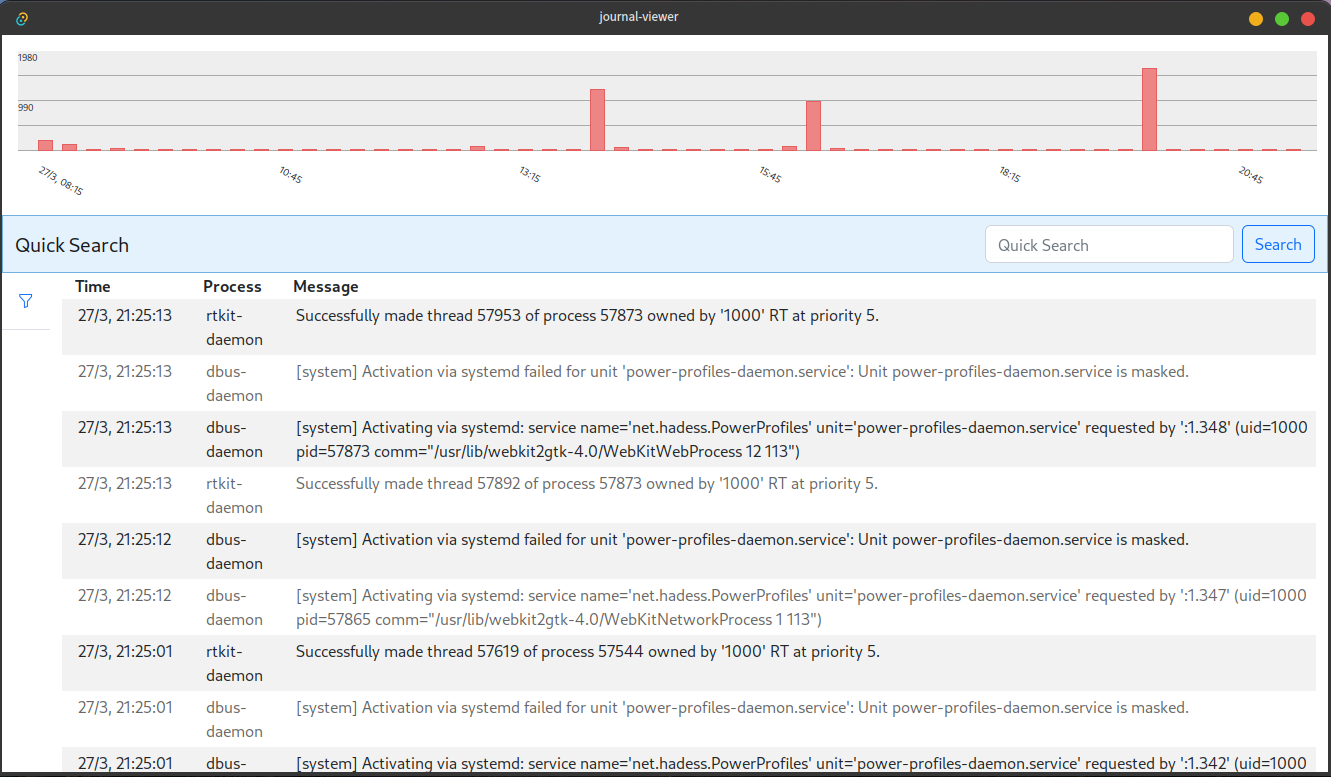 journal-viewer
1980
990
27/3, 08:15
10:45
13:15
15:45
18:15
20:45
Quick Search
Quick Search
Search
Time Process Message
27/3, 21:25:13 rtkit- Successfully made thread 57953 of process 57873 owned by '1000' RT at priority 5.
daemon
27/3, 21:25:13 dbus- [system] Activation via systemd failed for unit 'power-profiles-daemon.service': Unit power-profiles-daemon.service is masked.
daemon
27/3, 21:25:13 dbus- [system] Activating via systemd: service name='net.hadess.PowerProfiles' unit='power-profiles-daemon.service' requested by ':1.348' (uid=1000
daemon pid=57873 comm="/usr/lib/webkit2gtk-4.0/WebKitWebProcess 12 113")
27/3, 21:25:13 rtkit- Successfully made thread 57892 of process 57873 owned by '1000' RT at priority 5.
daemon
27/3, 21:25:12 dbus- [system] Activation via systemd failed for unit 'power-profiles-daemon.service': Unit power-profiles-daemon.service is masked.
daemon
27/3, 21:25:12 dbus- [system] Activating via systemd: service name='net.hadess.PowerProfiles' unit='power-profiles-daemon.service' requested by ':1.347' (uid=1000
daemon pid=57865 comm="/usr/lib/webkit2gtk-4.0/WebKitNetworkProcess 1 113")
27/3, 21:25:01 rtkit- Successfully made thread 57619 of process 57544 owned by '1000' RT at priority 5.
daemon
27/3, 21:25:01 dbus- [system] Activation via systemd failed for unit 'power-profiles-daemon.service': Unit power-profiles-daemon.service is masked.
daemon
27/3, 21:25:01 dbus- [system] Activating via systemd: service name='net.hadess.PowerProfiles' unit='power-profiles-daemon.service' requested by ':1.342' (uid=1000